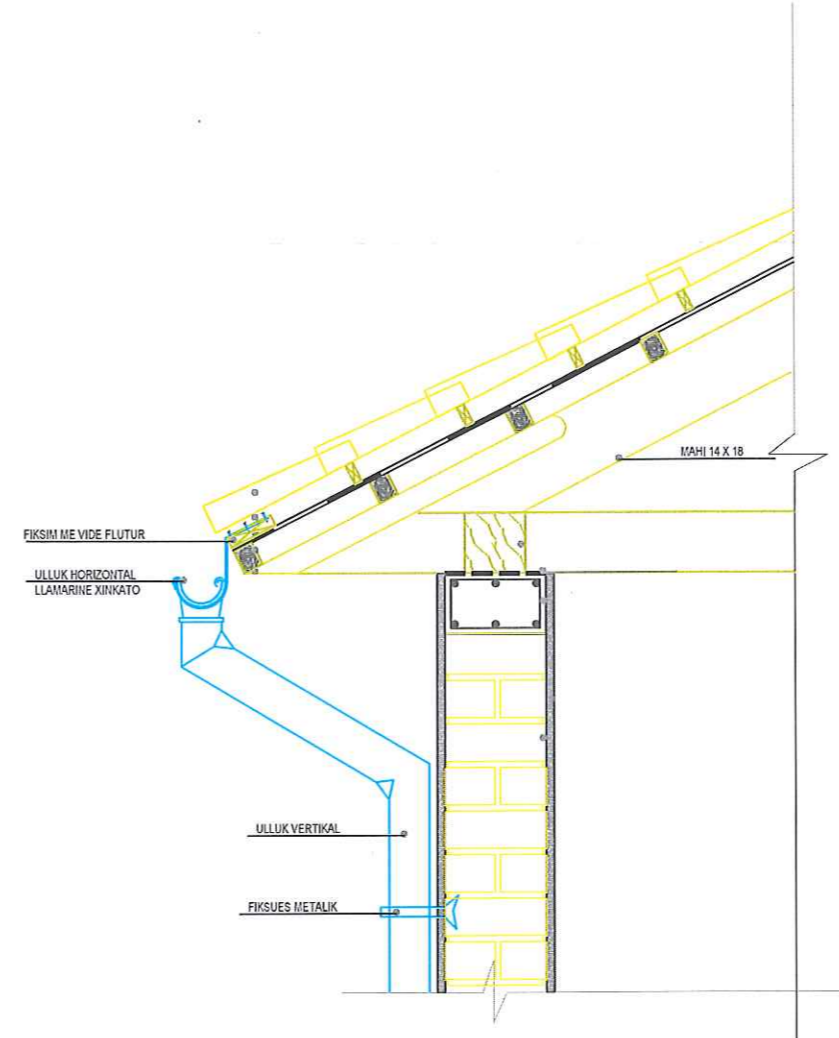 MAHI 14 X 18
FIKSIM ME VIDE FLUTUR
ULLUK HORIZONTAL
LLAMARINE XINKATO
ULLUK VERTIKAL
FIKSUES METALIK